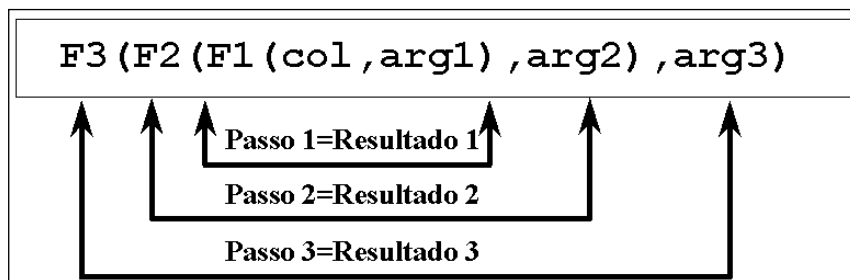 F3(F2(F1(col,arg1),arg2),arg3)
Passo 1=Resultado 1
Passo 2=Resultado 2
Passo 3=Resultado 3